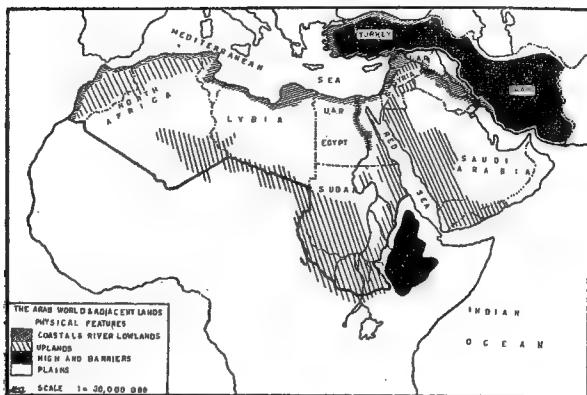 TURKEY
MEDITERRANEAN
SEA
NORTH
AFRICA
LYBIA
U.A.R
EGYPT
SUDA
RED
SEA
SAUDI
ARABIA
INDIAN
OCEAN
THE ARAB WORLD & ADJACENT LANDS
PHYSICAL FEATURES
COASTAL & RIVER LOWLANDS
UPLANDS
HIGH AND BARRIERS
PLAINS
SCALE 1 = 30,000 000